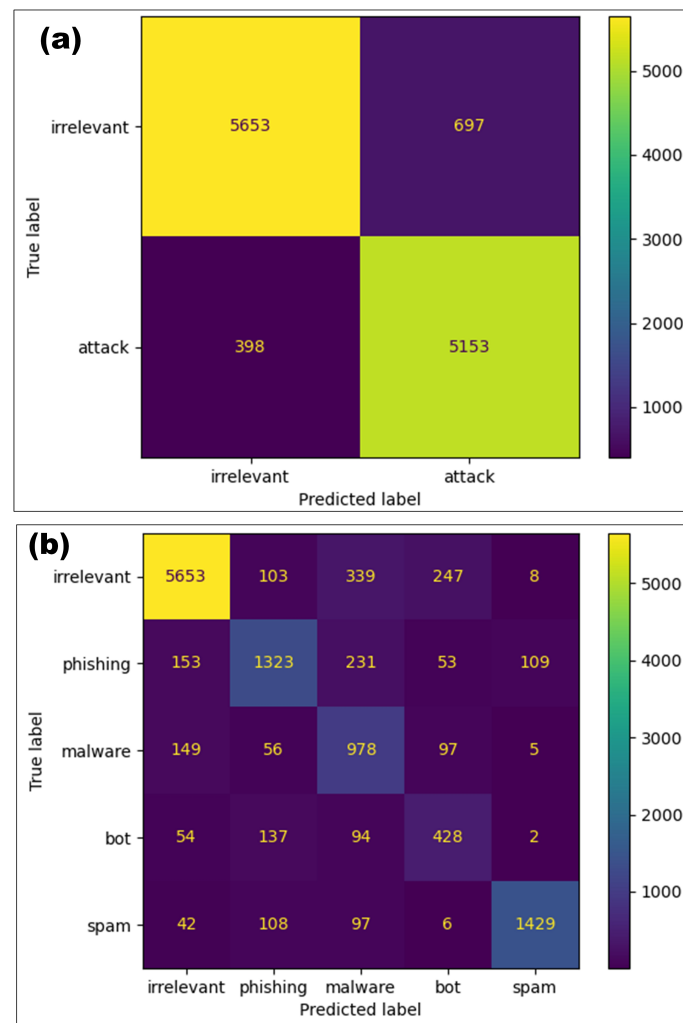 (a)
irrelevant 5653 697
attack 398 5153
irrelevant attack
Predicted label
True label
5000
4000
3000
2000
1000
(b)
irrelevant 5653 103 339 247 8
phishing 153 1323 231 53 109
malware 149 56 978 97 5
bot 54 137 94 428 2
spam 42 108 97 6 1429
irrelevant phishing malware bot spam
Predicted label
True label
5000
4000
3000
2000
1000